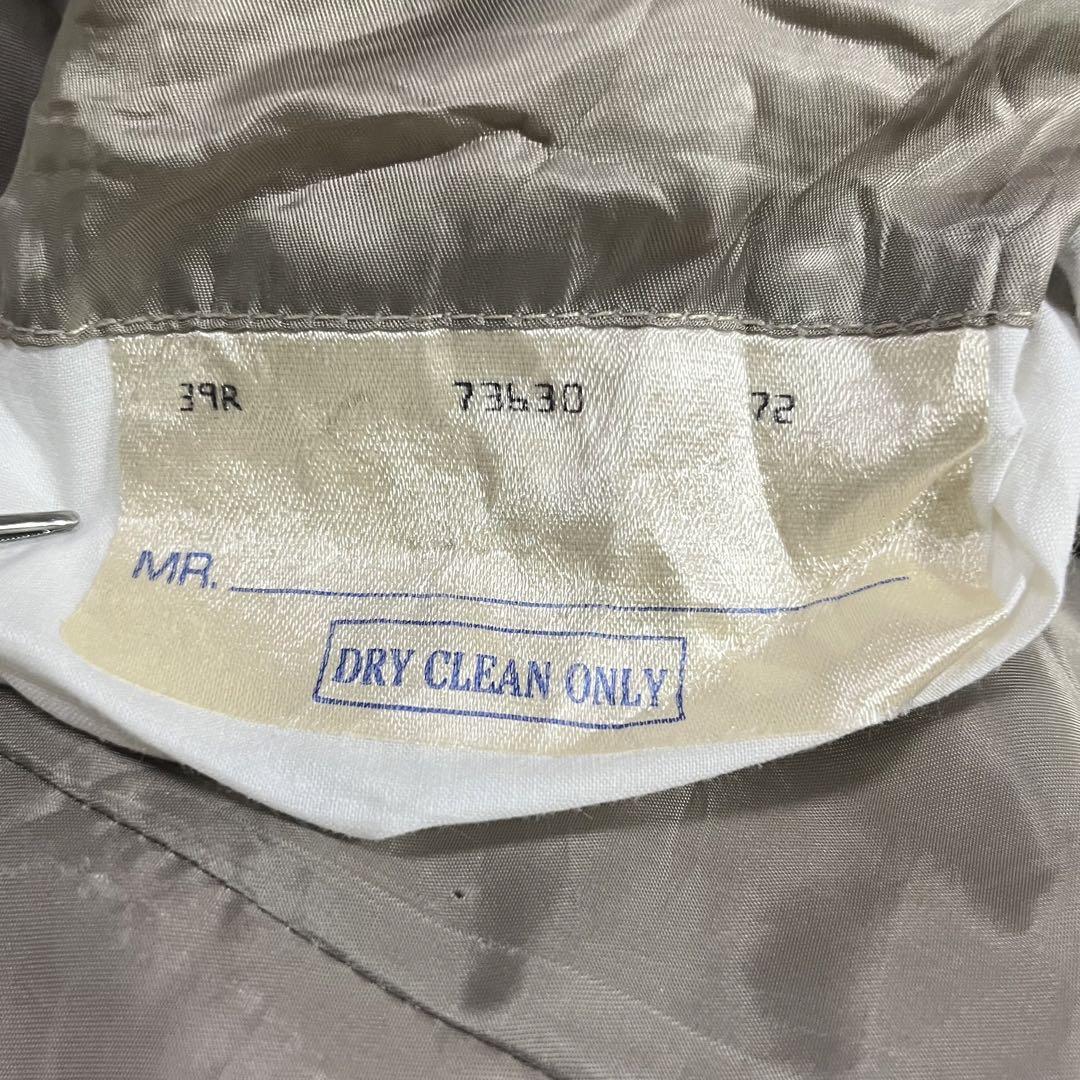 39R 73630 72
MR.
DRY CLEAN ONLY